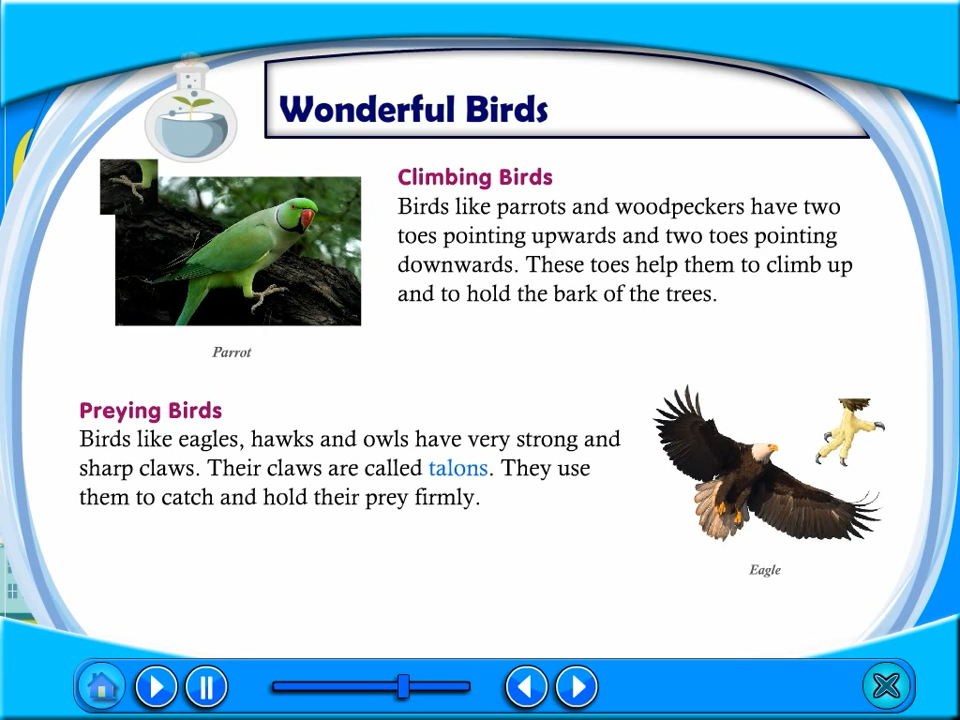 Wonderful Birds
Climbing Birds
Birds like parrots and woodpeckers have two
toes pointing upwards and two toes pointing
downwards. These toes help them to climb up
and to hold the bark of the trees.
Parrot
Preying Birds
Birds like eagles, hawks and owls have very strong and
sharp claws. Their claws are called talons. They use
them to catch and hold their prey firmly.
Eagle